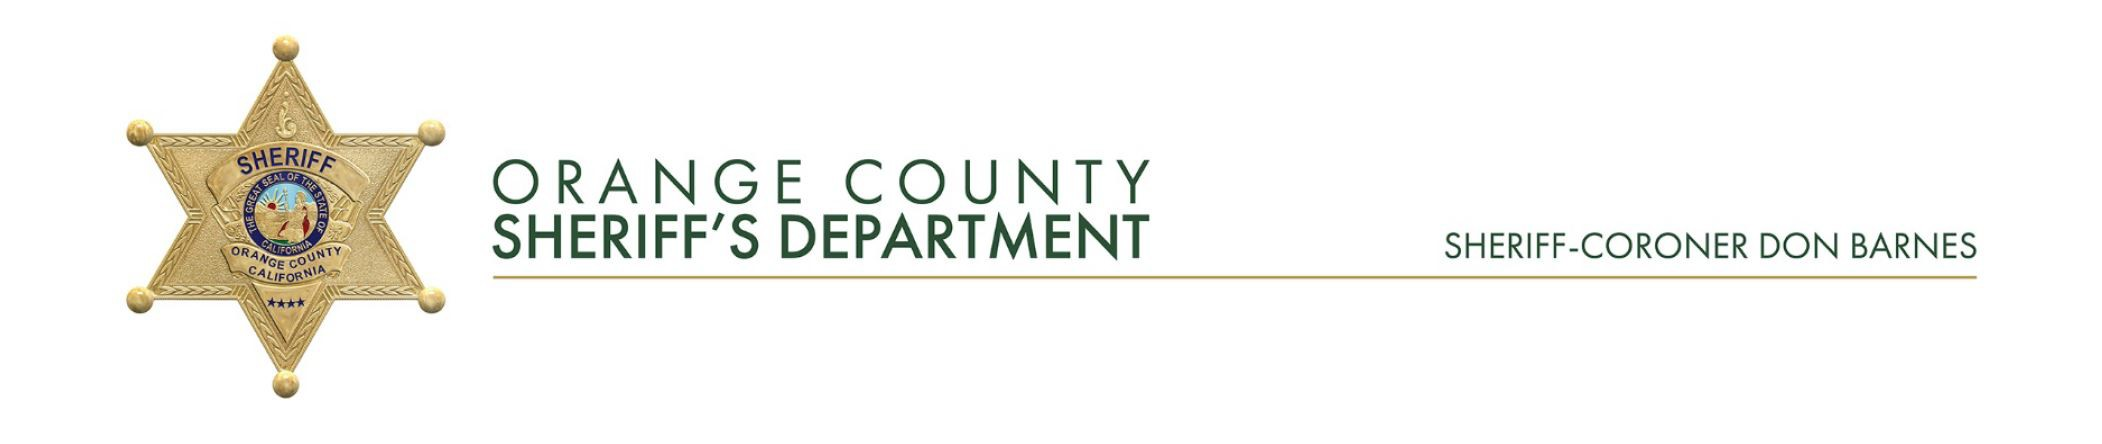 SHERIFF
THE GREAT SEAL OF THE STATE OF CALIFORNIA
ORANGE COUNTY
CALIFORNIA
ORANGE COUNTY
SHERIFF'S DEPARTMENT
SHERIFF-CORONER DON BARNES